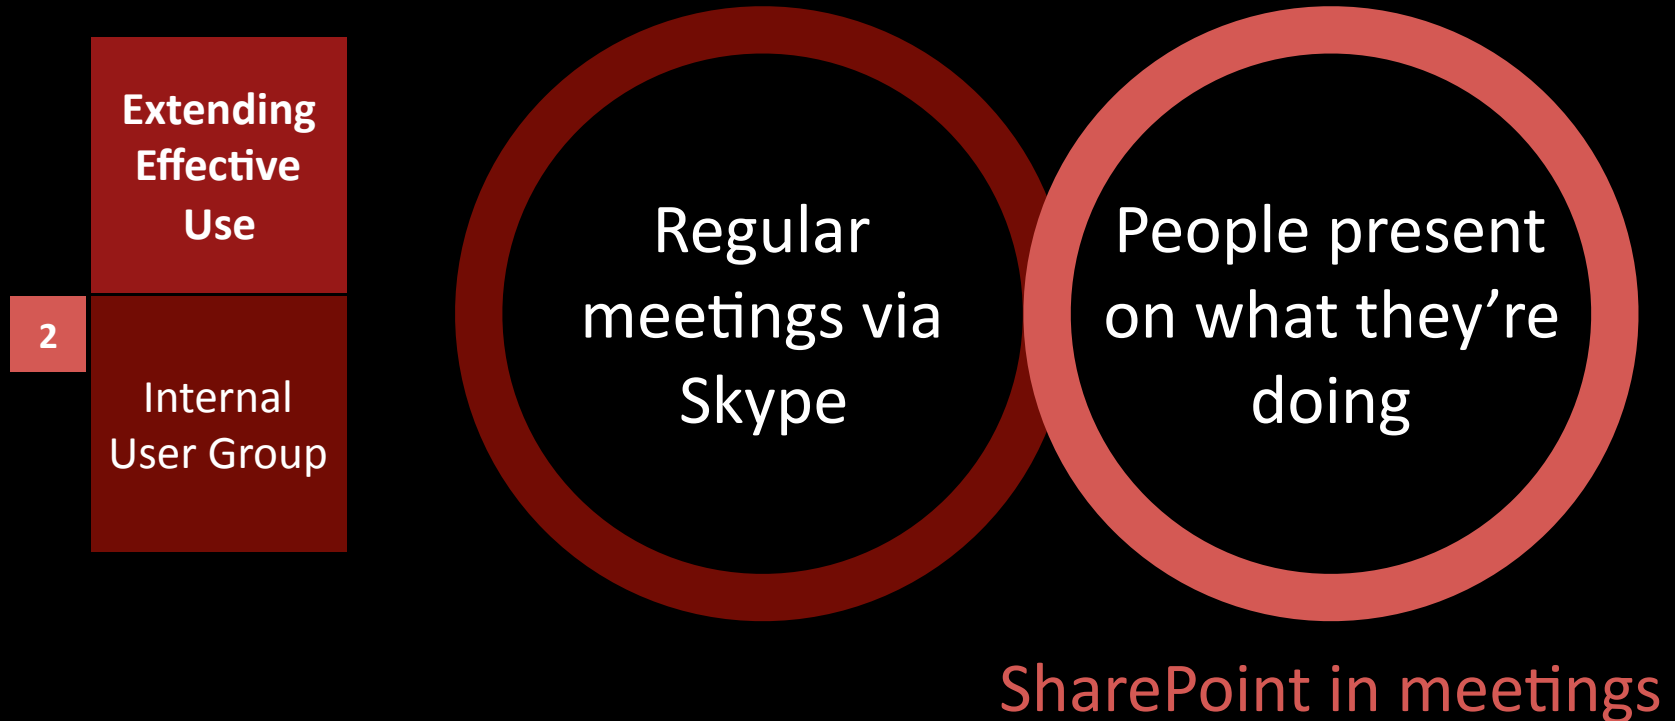 Extending
Effective
Use
2
Internal
User Group
Regular
meetings via
Skype
People present
on what they’re
doing
SharePoint in meetings